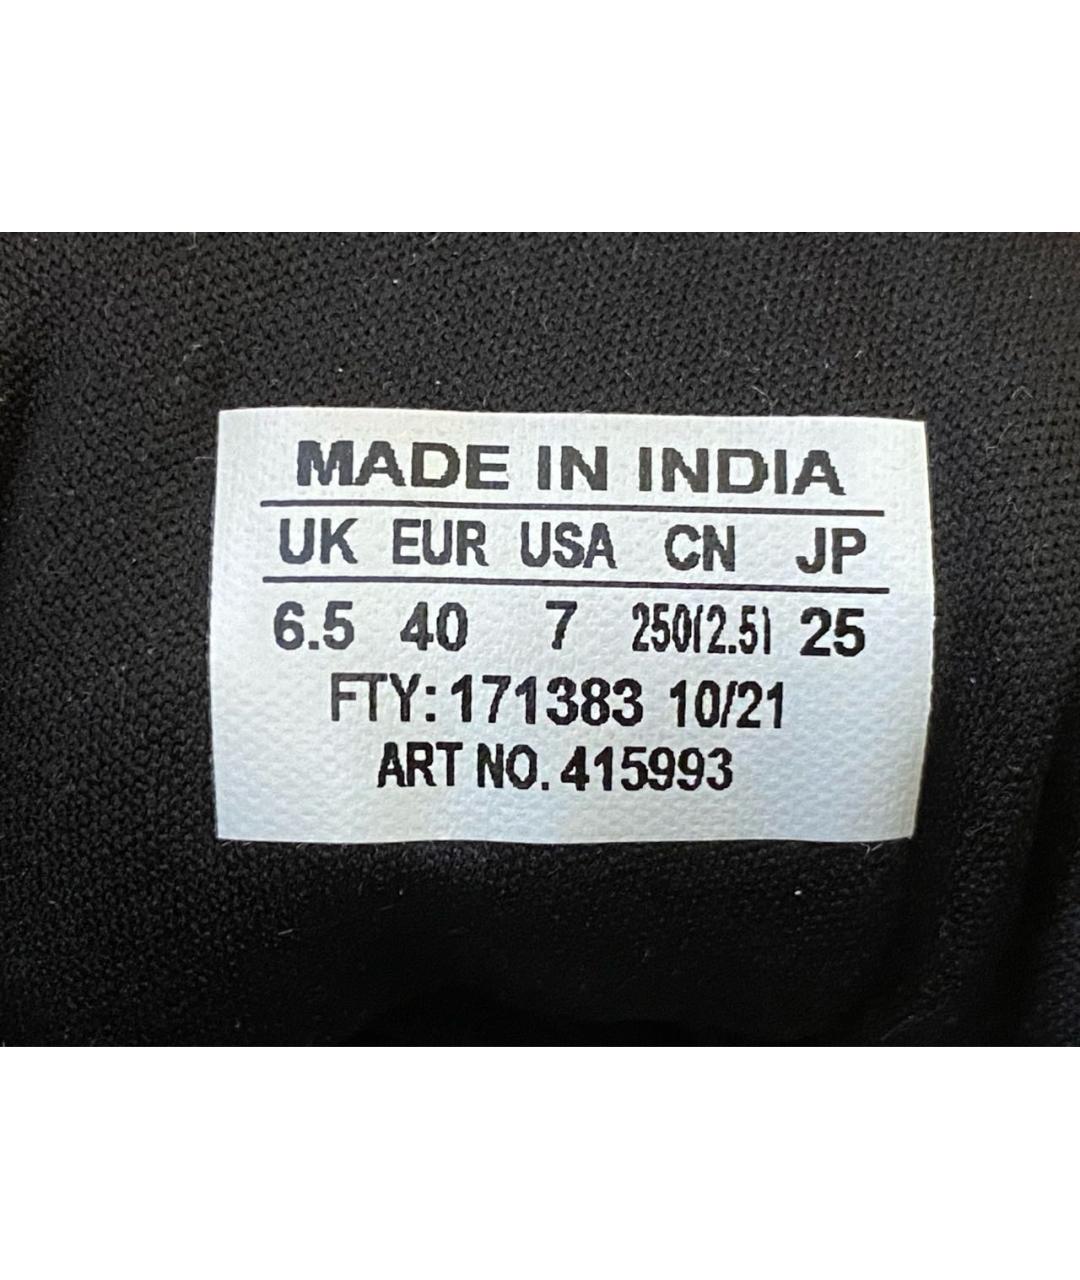 MADE IN INDIA
UK EUR USA CN JP
6.5 40 7 250(2.5) 25
FTY: 171383 10/21
ART NO. 415993